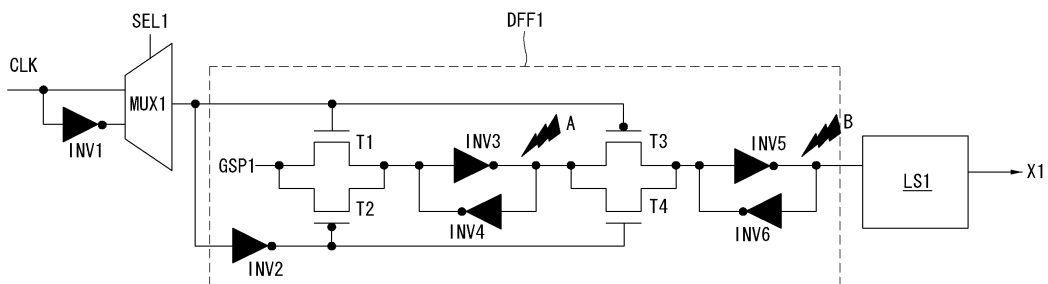 SEL1
DFF1
CLK
MUX1
INV1
T1
INV3
A
T3
INV5
B
GSP1
LS1
X1
T2
INV4
T4
INV6
INV2